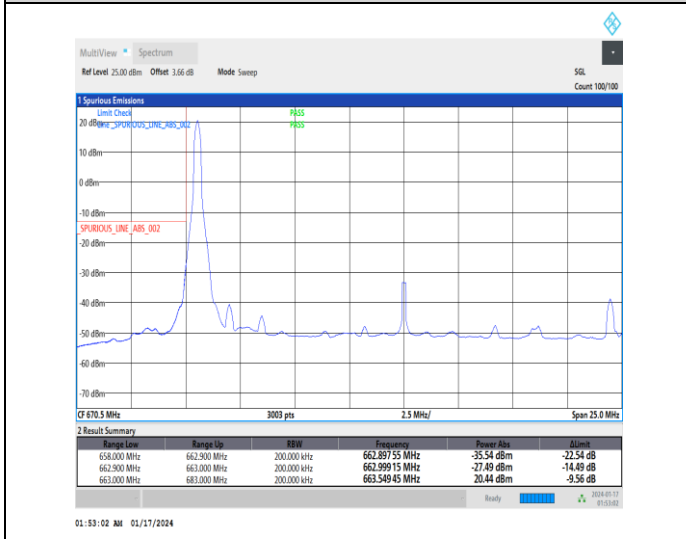 MultiView Spectrum
Ref Level 25.00 dBm Offset 3.66 dB Mode Sweep SGL
Count 100/100
1 Spurious Emissions
Limit Check PASS
20 dBm Line _SPURIOUS_LINE_ABS_002 PASS
10 dBm
0 dBm
-10 dBm
_SPURIOUS_LINE_ABS_002
-20 dBm
-30 dBm
-40 dBm
-50 dBm
-60 dBm
-70 dBm
CF 670.5 MHz 3003 pts 2.5 MHz/ Span 25.0 MHz
2 Result Summary
Range Low Range Up RBW Frequency Power Abs ΔLimit
658.000 MHz 662.900 MHz 200.000 kHz 662.89755 MHz -35.54 dBm -22.54 dB
662.900 MHz 663.000 MHz 200.000 kHz 662.99915 MHz -27.49 dBm -14.49 dB
663.000 MHz 683.000 MHz 200.000 kHz 663.54945 MHz 20.44 dBm -9.56 dB
Ready 2024-01-17
01:53:02
01:53:02 AM 01/17/2024